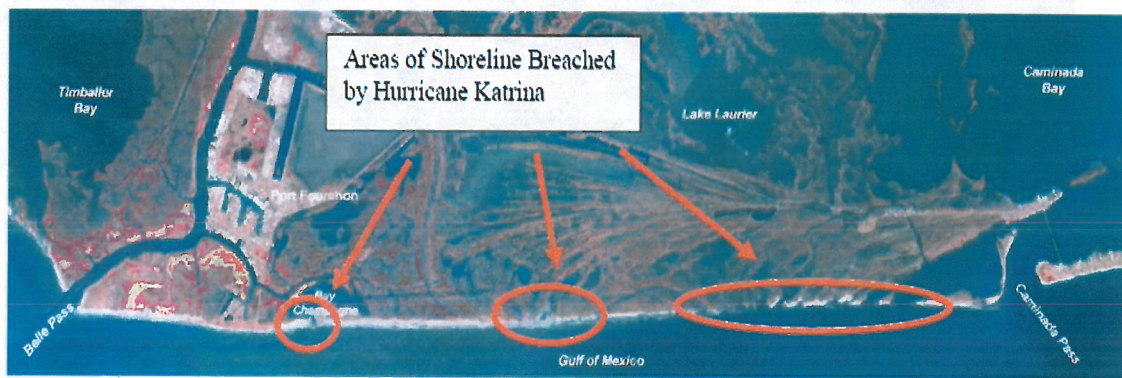 Areas of Shoreline Breached
by Hurricane Katrina
Timbalier
Bay
Lake Laurier
Caminada
Bay
Port Fourchon
Bay
Champagne
Belle Pass
Gulf of Mexico
Caminada Pass